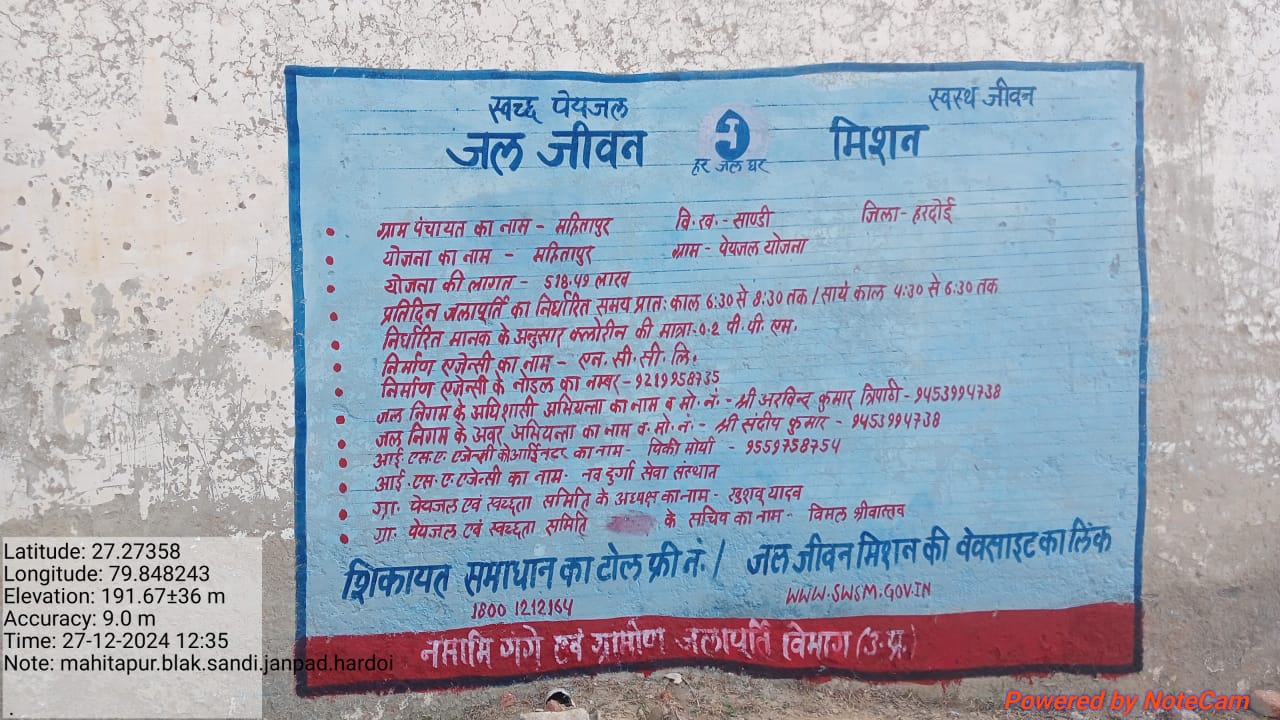 स्वच्छ पेयजल
स्वस्थ जीवन
जल जीवन
मिशन
हर जल घर
ग्राम पंचायत का नाम - महितापुर वि.ख.- साण्डी जिला- हरदोई
योजना का नाम - महितापुर ग्राम - पेयजल योजना
योजना की लागत - 518.49 लाख
प्रतिदिन जलापूर्ति का निर्धारित समय प्रातः काल 6:30 से 8:30 तक / सायं काल 4:30 से 6:30 तक
निर्धारित मानक के अनुसार क्लोरीन की मात्रा-0.2 पी.पी.एम.
निर्माण एजेन्सी का नाम - एन. सी. सी. लि.
निर्माण एजेन्सी के नोडल का नम्बर - 9219958735
जल निगम के अधिशासी अभियन्ता का नाम व मो. नं. - श्री अरविन्द कुमार त्रिपाठी - 9453994738
जल निगम के अवर अभियन्ता का नाम व. मो. नं.- श्री संदीप कुमार - 9453994738
आई.एस.ए. एजेन्सी कोआर्डिनेटर का नाम- पिंकी मोर्या - 9559758754
आई.एस.ए. एजेन्सी का नाम- नव दुर्गा सेवा संस्थान
ग्रा. पेयजल एवं स्वच्छता समिति के अध्यक्ष का नाम- खुशबू यादव
ग्रा. पेयजल एवं स्वच्छता समिति के सचिव का नाम- विमल श्रीवास्तव
शिकायत समाधान का टोल फ्री नं. / जल जीवन मिशन की वेवसाइट का लिंक
1800 1212164 WWW.SWSM.GOV.IN
नमामि गंगे एवं ग्रामीण जलापूर्ति विभाग (उ.प्र.)
Latitude: 27.27358
Longitude: 79.848243
Elevation: 191.67±36 m
Accuracy: 9.0 m
Time: 27-12-2024 12:35
Note: mahitapur.blak.sandi.janpad.hardoi
Powered by NoteCam